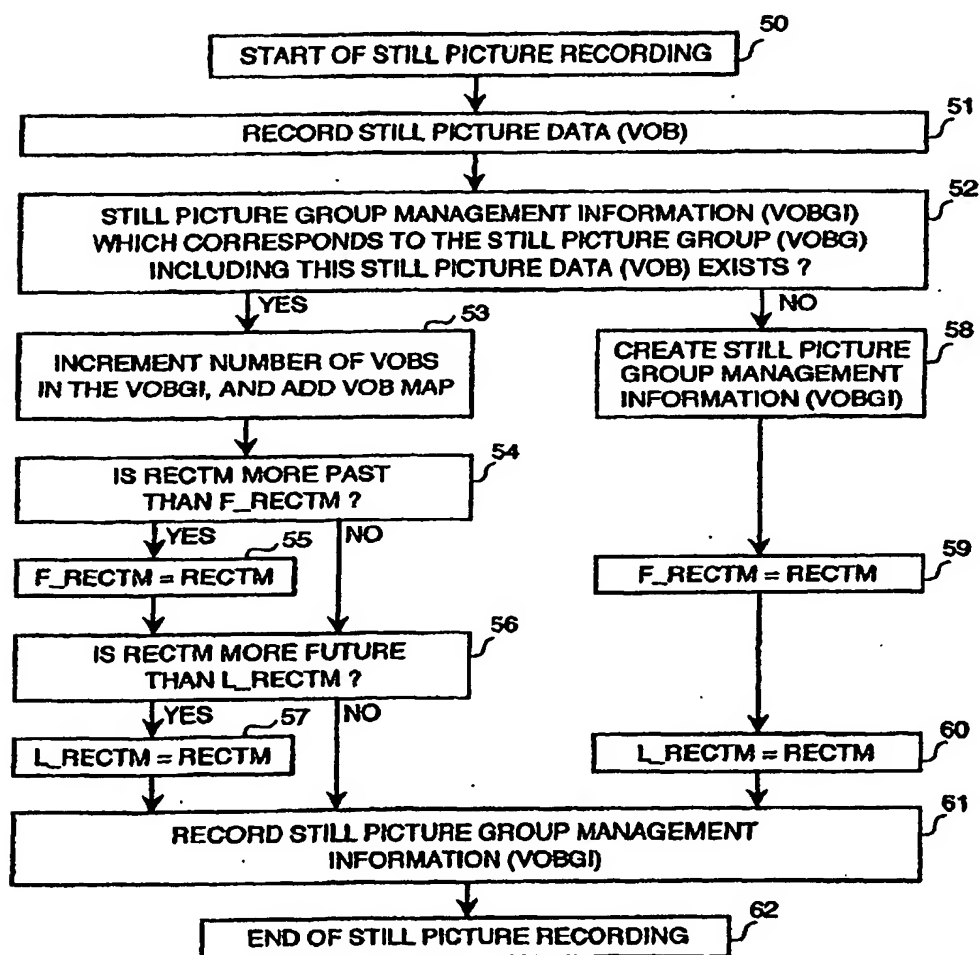 50
START OF STILL PICTURE RECORDING
51
RECORD STILL PICTURE DATA (VOB)
52
STILL PICTURE GROUP MANAGEMENT INFORMATION (VOBGI)
WHICH CORRESPONDS TO THE STILL PICTURE GROUP (VOBG)
INCLUDING THIS STILL PICTURE DATA (VOB) EXISTS ?
YES
NO
53
INCREMENT NUMBER OF VOBS
IN THE VOBGI, AND ADD VOB MAP
58
CREATE STILL PICTURE
GROUP MANAGEMENT
INFORMATION (VOBGI)
54
IS RECTM MORE PAST
THAN F_RECTM ?
YES
NO
55
F_RECTM = RECTM
59
F_RECTM = RECTM
56
IS RECTM MORE FUTURE
THAN L_RECTM ?
YES
NO
57
L_RECTM = RECTM
60
L_RECTM = RECTM
61
RECORD STILL PICTURE GROUP MANAGEMENT
INFORMATION (VOBGI)
62
END OF STILL PICTURE RECORDING